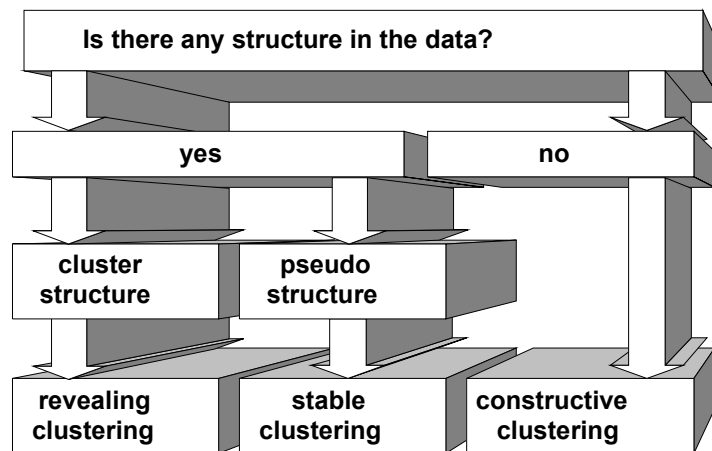 Is there any structure in the data?
yes
no
cluster
structure
pseudo
structure
revealing
clustering
stable
clustering
constructive
clustering